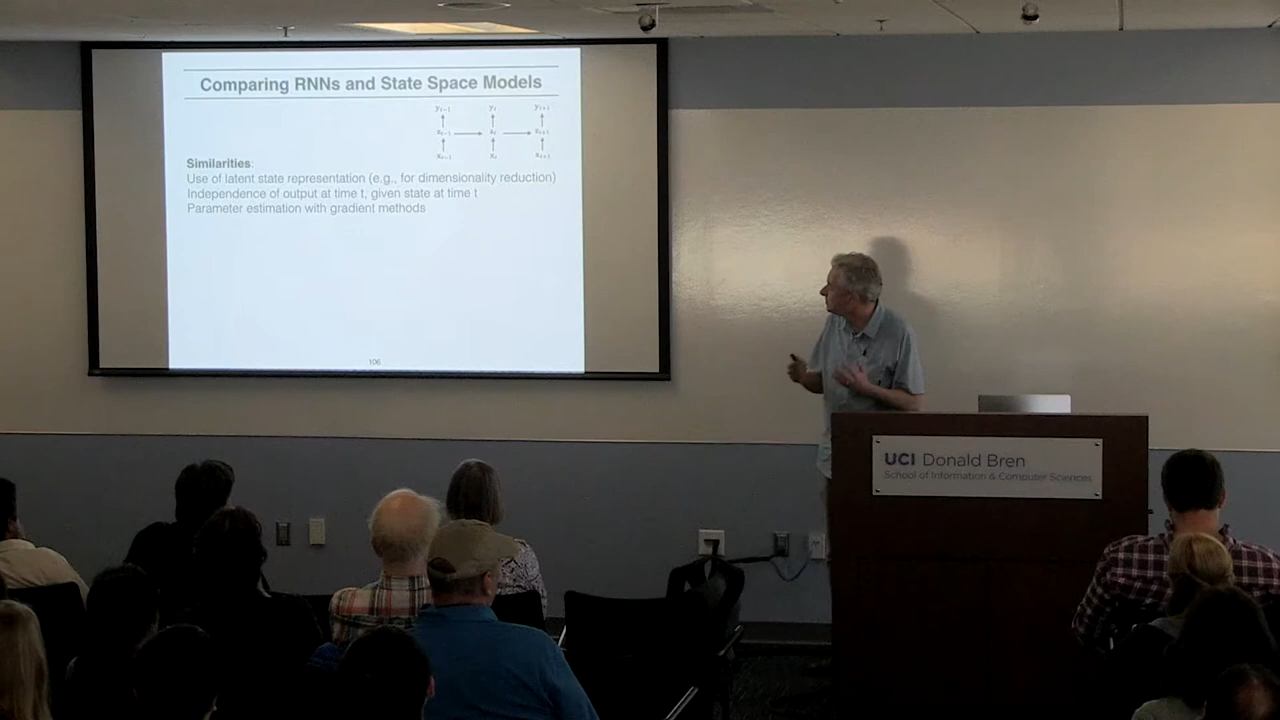 Comparing RNNs and State Space Models
Similarities:
Use of latent state representation (e.g., for dimensionality reduction)
Independence of output at time t, given state at time t
Parameter estimation with gradient methods
106
UCI Donald Bren
School of Information & Computer Sciences